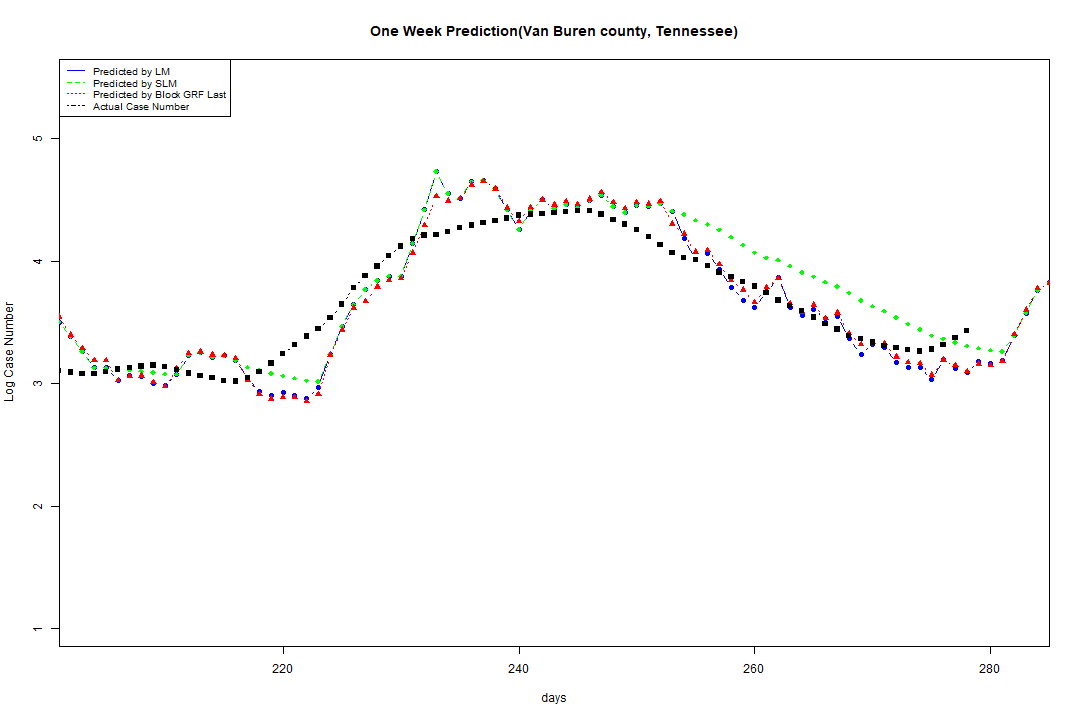 One Week Prediction(Van Buren county, Tennessee)
Predicted by LM
Predicted by SLM
Predicted by Block GRF Last
Actual Case Number
5
4
3
2
1
Log Case Number
220 240 260 280
days